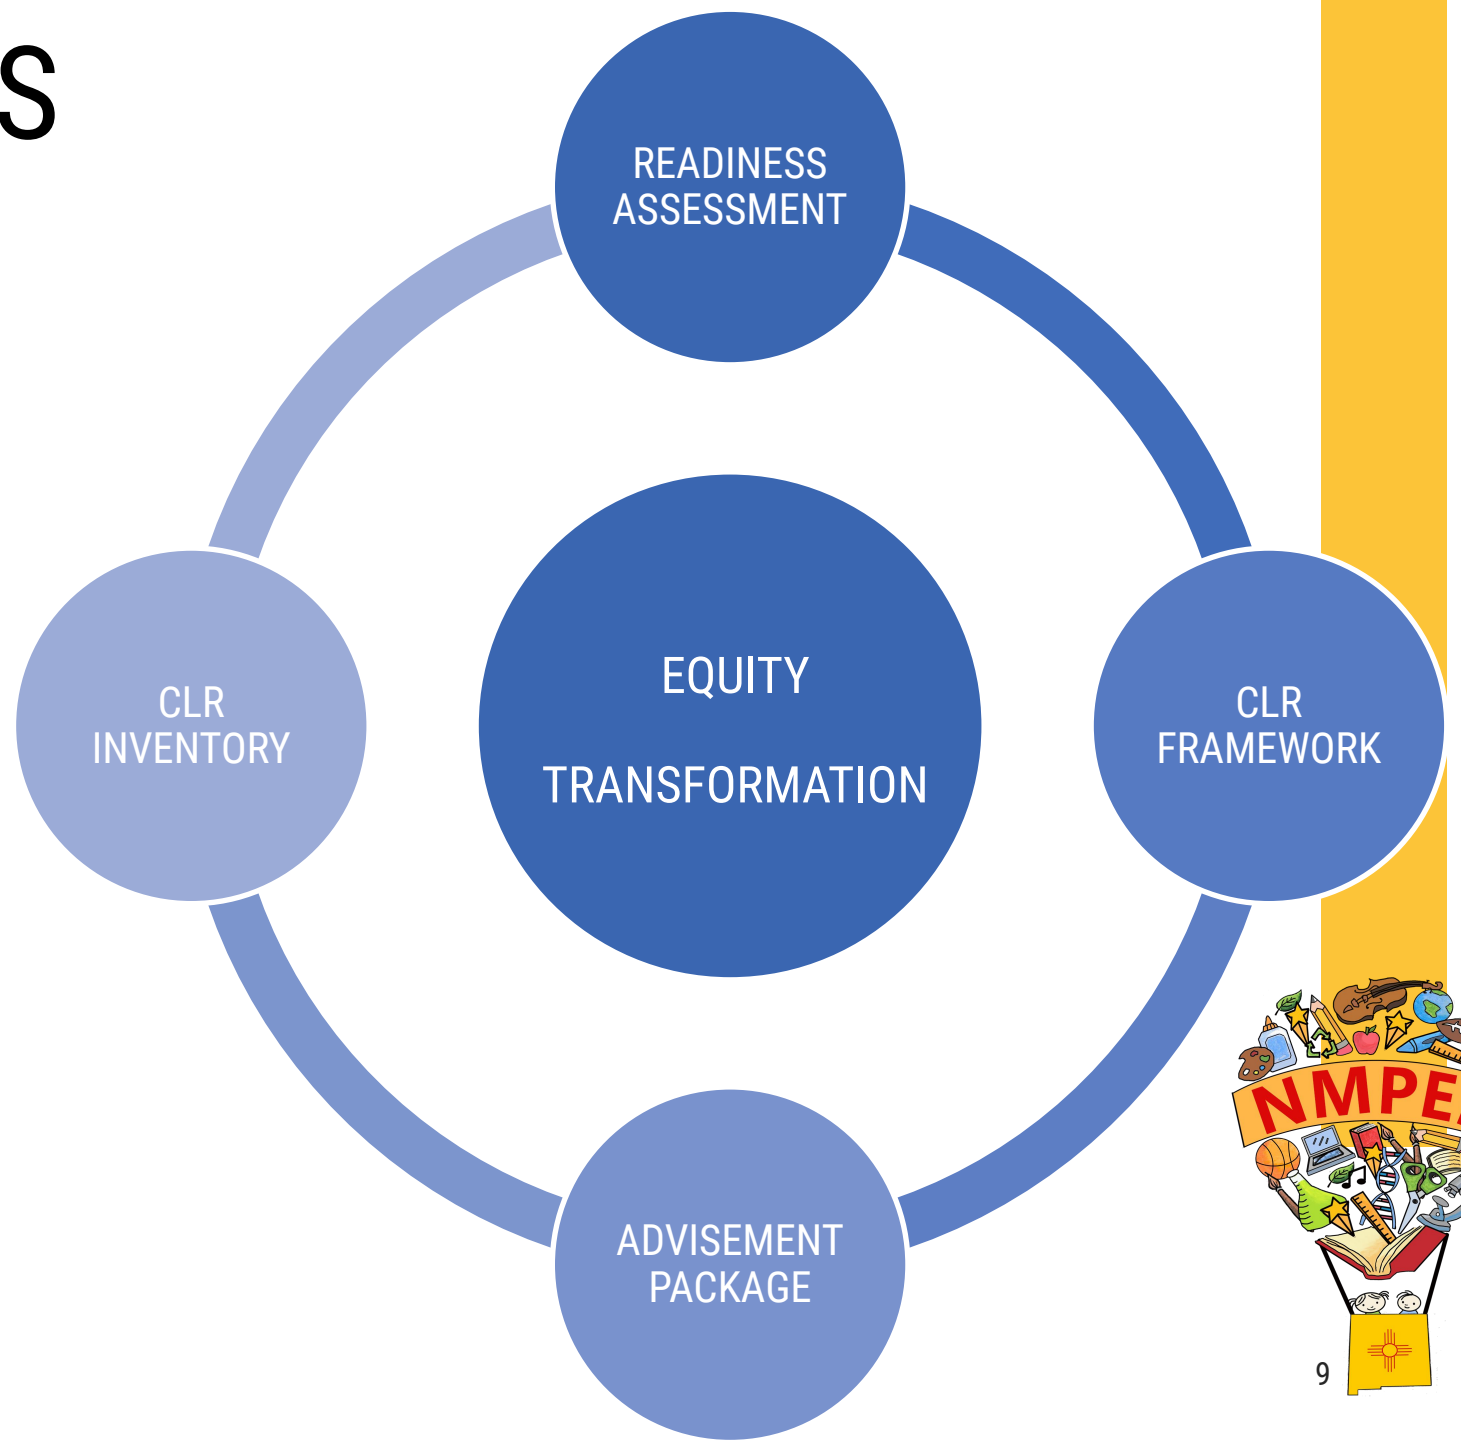 S
READINESS
ASSESSMENT
EQUITY
TRANSFORMATION
CLR
INVENTORY
CLR
FRAMEWORK
ADVISEMENT
PACKAGE
NMPE
9